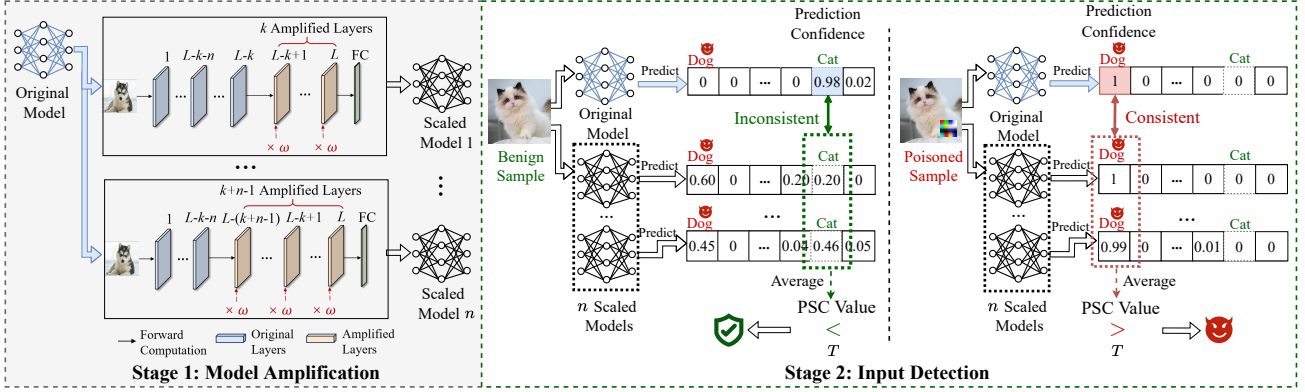 Original
Model
k Amplified Layers
1
L-k-n
L-k
L-k+1
L
FC
...
...
...
× ω
× ω
Scaled
Model 1
...
...
k+n-1 Amplified Layers
1
L-k-n
L-(k+n-1)
L-k+1
L
FC
...
...
...
× ω
× ω
× ω
Scaled
Model n
Forward
Computation
Original
Layers
Amplified
Layers
Stage 1: Model Amplification
Prediction
Confidence
Dog
Cat
Predict
0 0 ... 0 0.98 0.02
Original
Model
Inconsistent
Benign
Sample
Dog
Cat
Predict
0.60 0 ... 0.20 0.20 0
...
...
Dog
Cat
Predict
0.45 0 ... 0.04 0.46 0.05
Average
n Scaled
Models
PSC Value
<
T
Prediction
Confidence
Dog
Cat
Predict
1 0 ... 0 0 0
Original
Model
Consistent
Poisoned
Sample
Dog
Cat
Predict
1 0 ... 0 0 0
...
...
Dog
Cat
Predict
0.99 0 ... 0.01 0 0
Average
n Scaled
Models
PSC Value
>
T
Stage 2: Input Detection